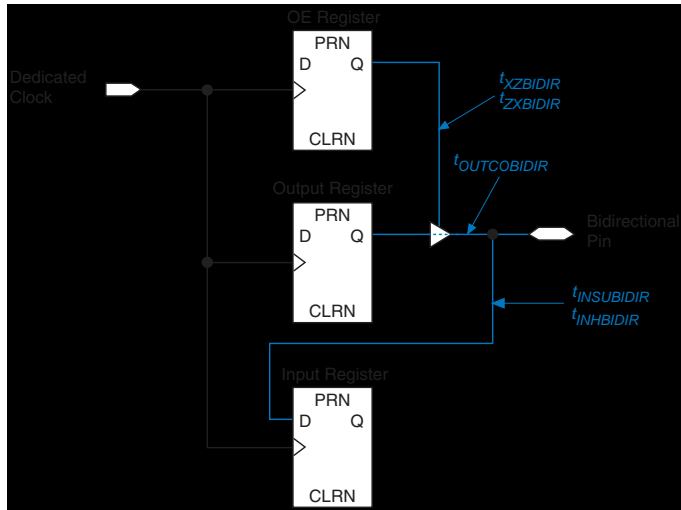 OE Register
PRN
D Q
CLRN
Dedicated
Clock
tXZBIDIR
tZXBIDIR
tOUTCOBIDIR
Output Register
PRN
D Q
CLRN
Bidirectional
Pin
tINSUBIDIR
tINHBIDIR
Input Register
PRN
D Q
CLRN